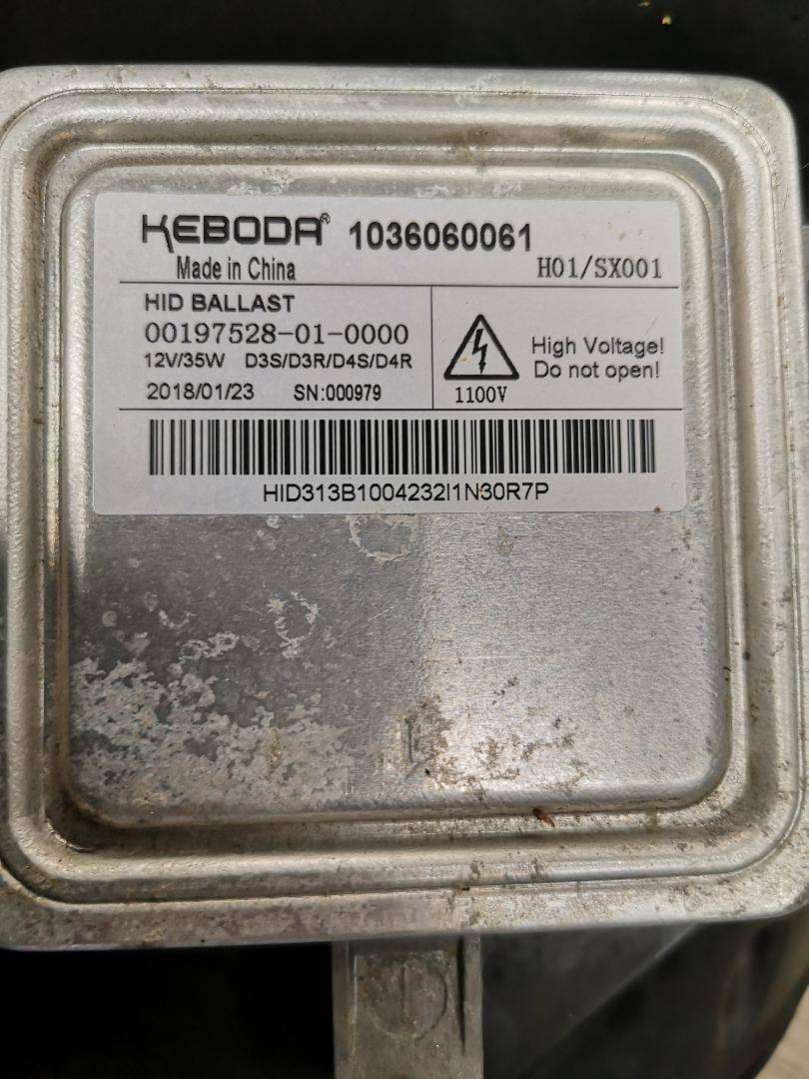 KEBODA® 1036060061
Made in China
H01/SX001
HID BALLAST
00197528-01-0000
12V/35W D3S/D3R/D4S/D4R
2018/01/23 SN:000979
1100V
High Voltage!
Do not open!
HID313B1004232I1N30R7P